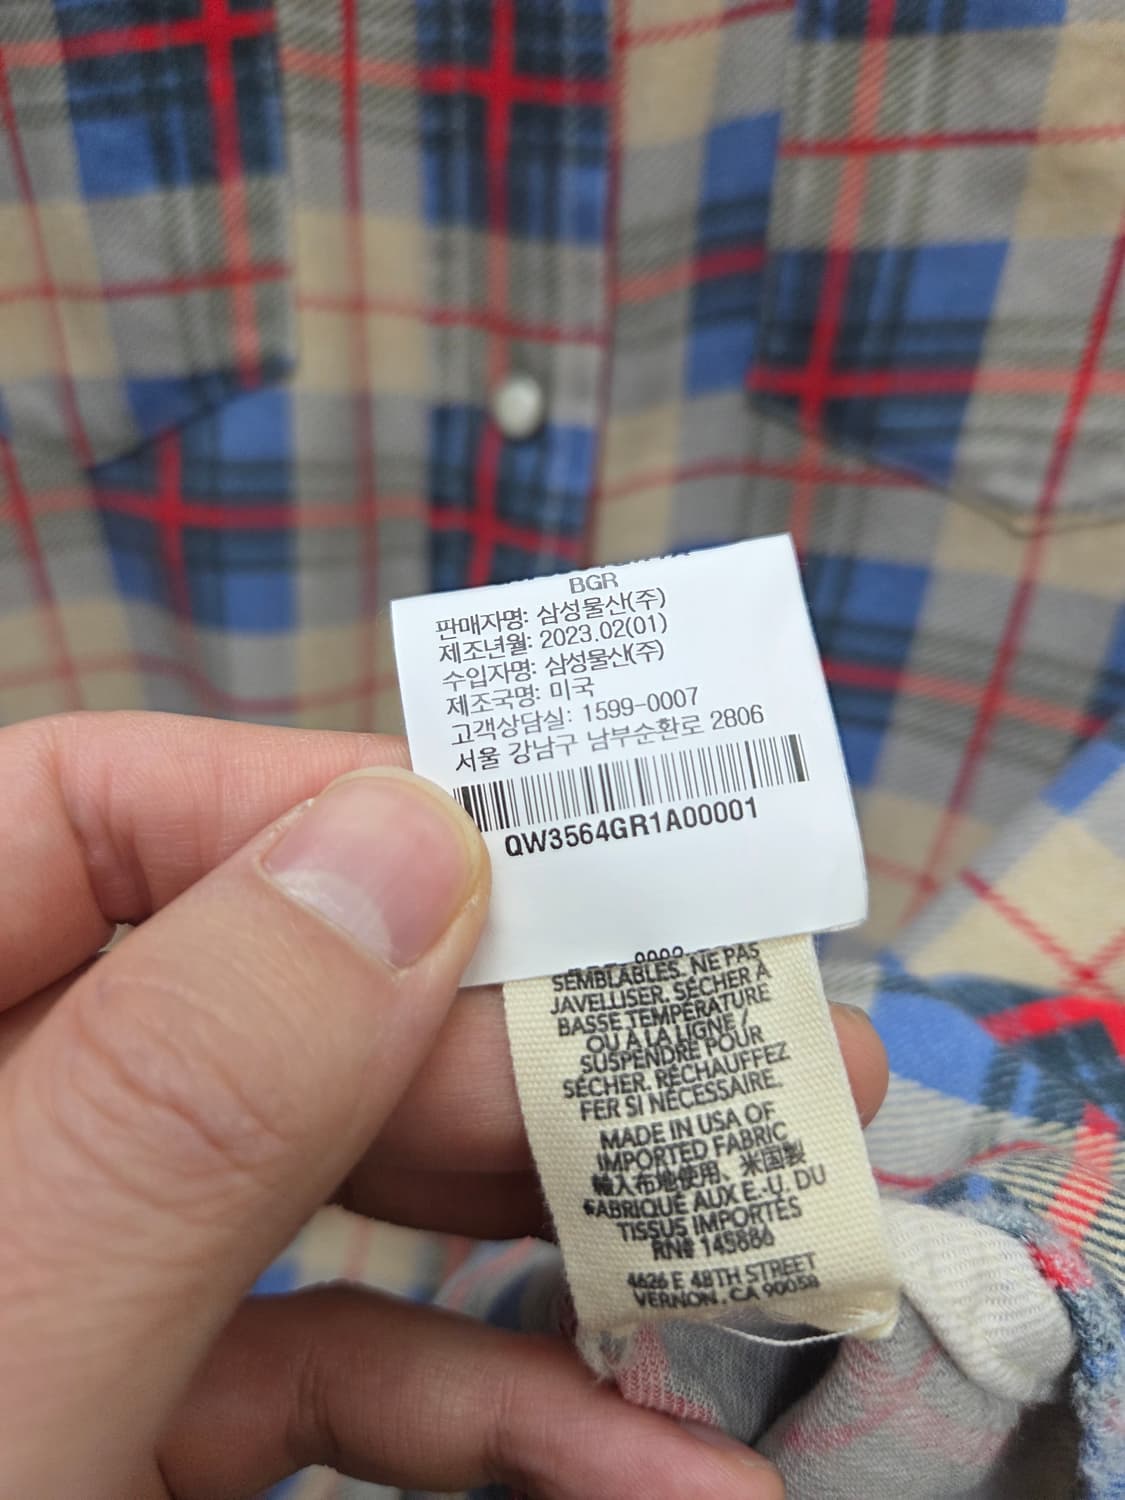 BGR
판매자명: 삼성물산(주)
제조년월: 2023.02(01)
수입자명: 삼성물산(주)
제조국명: 미국
고객상담실: 1599-0007
서울 강남구 남부순환로 2806
QW3564GR1A00001
SEMBLABLES. NE PAS
JAVELLISER. SÉCHER À
BASSE TEMPÉRATURE
OU À LA LIGNE /
SUSPENDRE POUR
SÉCHER. RÉCHAUFFEZ
FER SI NÉCESSAIRE.
MADE IN USA OF
IMPORTED FABRIC
輸入布地使用、米国製
FABRIQUÉ AUX É.-U. DU
TISSUS IMPORTÉS
RN# 145886
4626 E 48TH STREET
VERNON, CA 90058